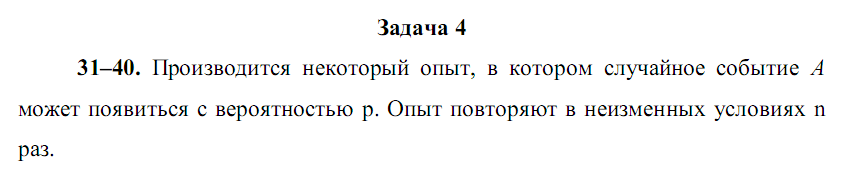 Задача 4
31–40. Производится некоторый опыт, в котором случайное событие A
может появиться с вероятностью p. Опыт повторяют в неизменных условиях n
раз.